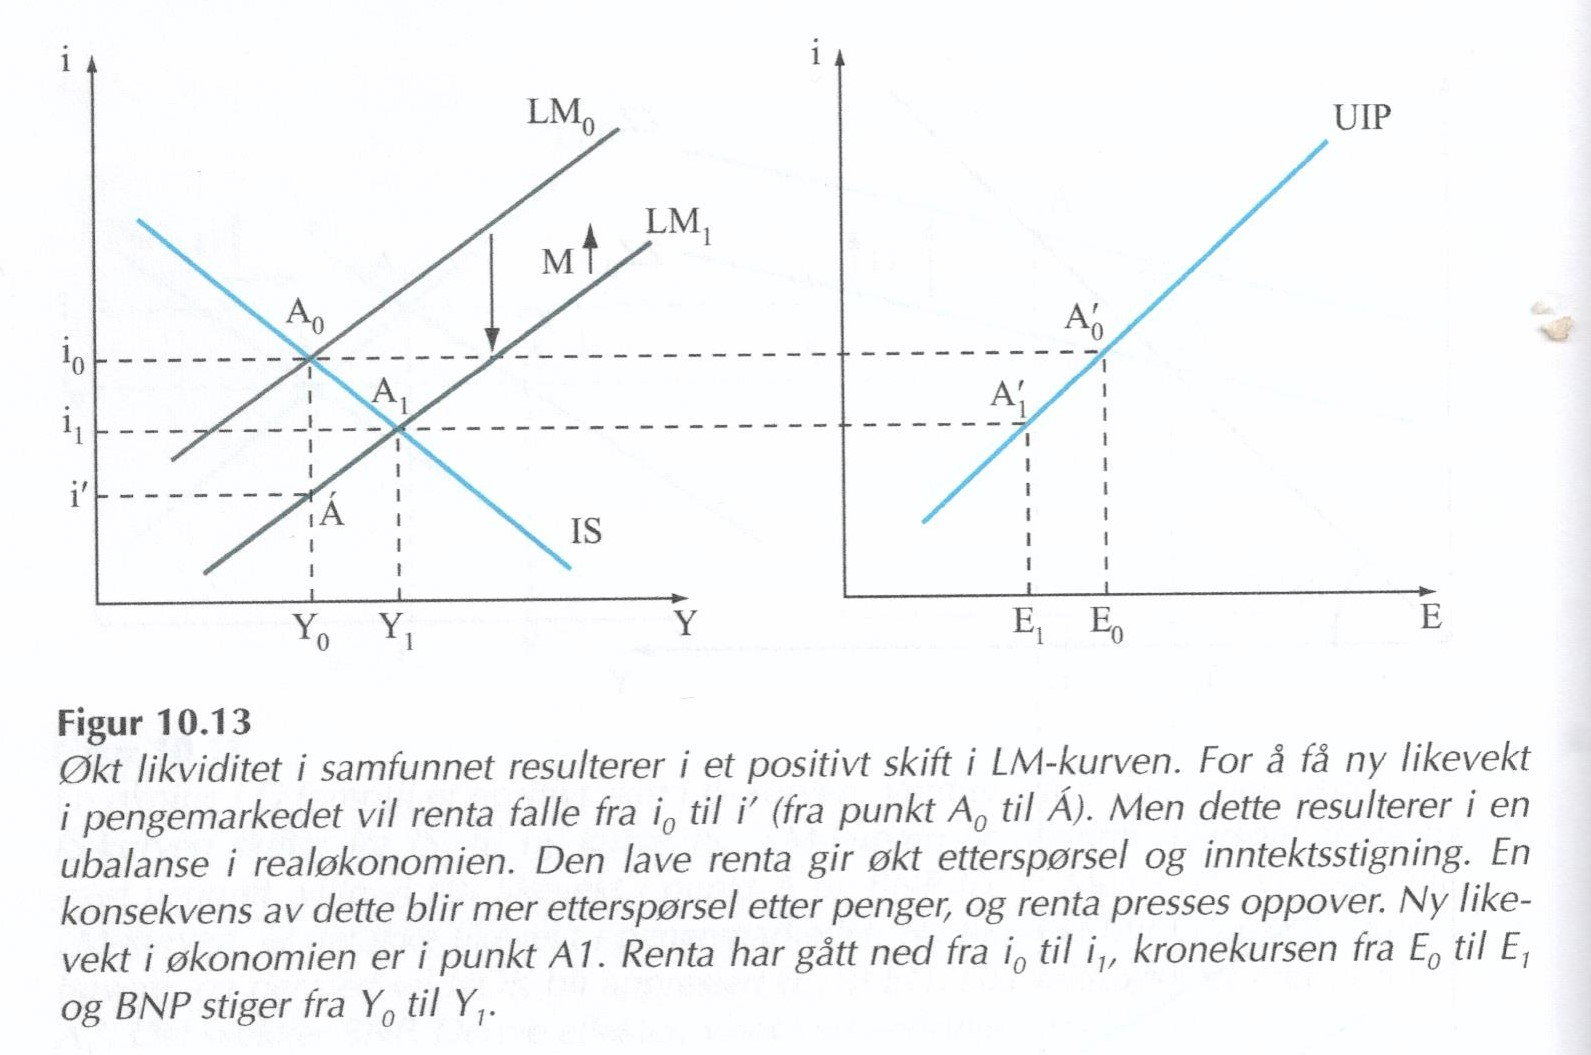 i
i
LM₀
UIP
LM₁
M
A₀
A′₀
i₀
A₁
A′₁
i₁
i′
Á
IS
Y₀ Y₁ Y
E₁ E₀ E
Figur 10.13
Økt likviditet i samfunnet resulterer i et positivt skift i LM-kurven. For å få ny likevekt
i pengemarkedet vil renta falle fra i₀ til i′ (fra punkt A₀ til Á). Men dette resulterer i en
ubalanse i realøkonomien. Den lave renta gir økt etterspørsel og inntektsstigning. En
konsekvens av dette blir mer etterspørsel etter penger, og renta presses oppover. Ny like-
vekt i økonomien er i punkt A1. Renta har gått ned fra i₀ til i₁, kronekursen fra E₀ til E₁
og BNP stiger fra Y₀ til Y₁.